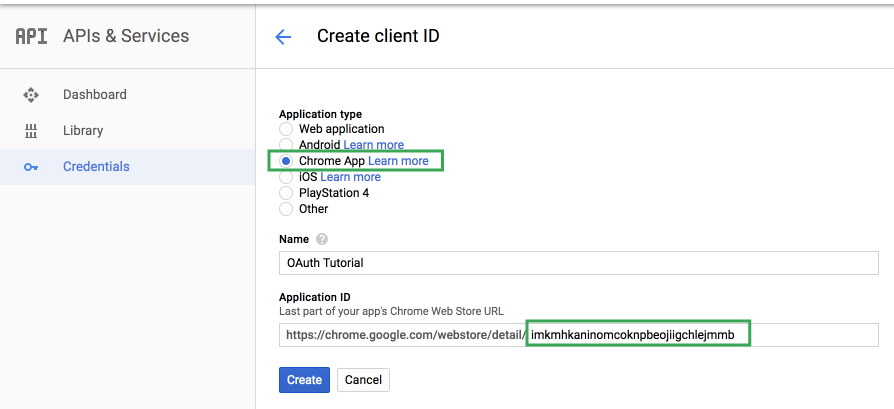 API APIs & Services
Create client ID
Dashboard
Library
Credentials
Application type
Web application
Android Learn more
Chrome App Learn more
iOS Learn more
PlayStation 4
Other
Name ?
OAuth Tutorial
Application ID
Last part of your app's Chrome Web Store URL
https://chrome.google.com/webstore/detail/imkmhkaninomcoknpbeojiigchlejmmb
Create Cancel